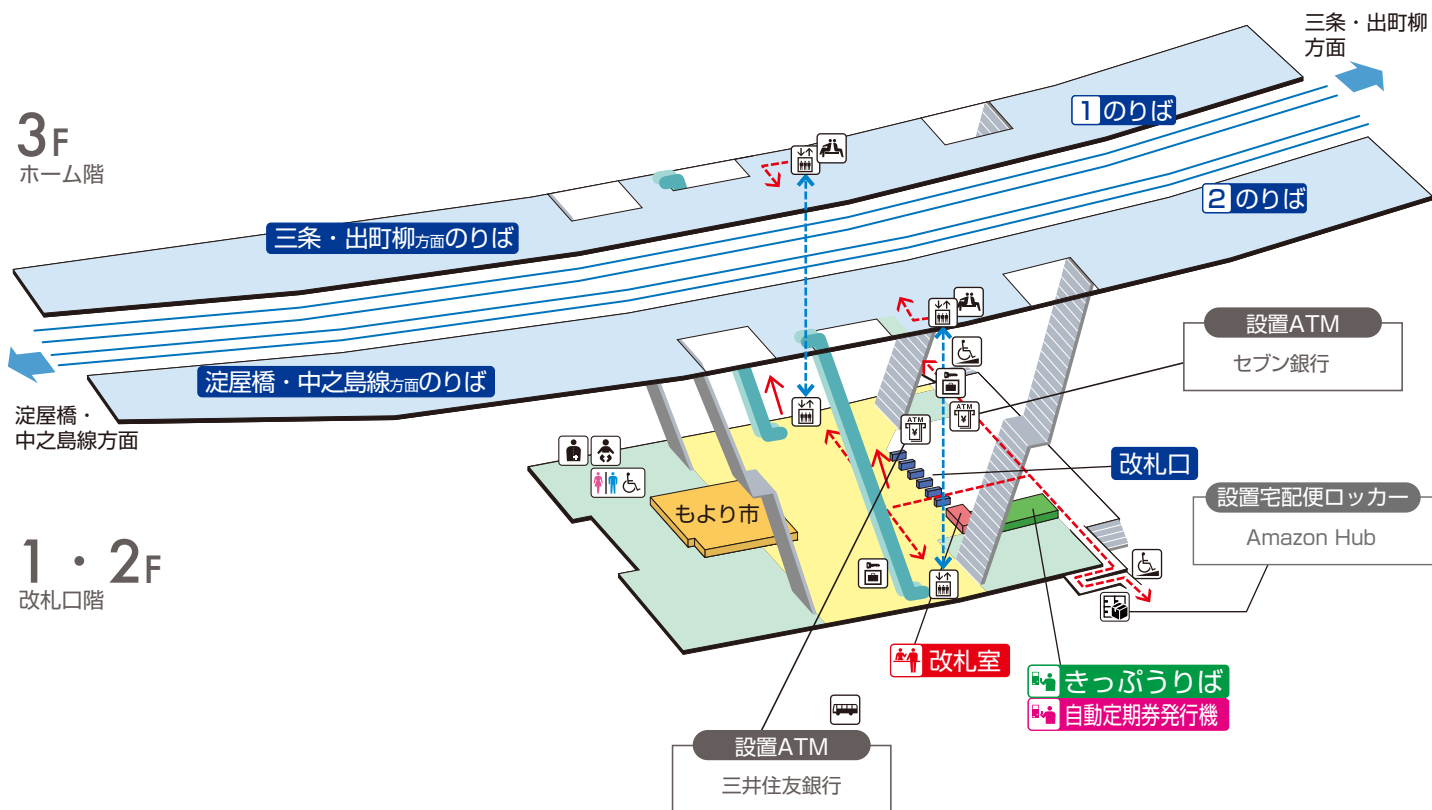 三条・出町柳
方面
3F
ホーム階
1 のりば
2 のりば
三条・出町柳方面のりば
淀屋橋・中之島線方面のりば
淀屋橋・
中之島線方面
設置ATM
セブン銀行
ATM
¥
ATM
¥
改札口
設置宅配便ロッカー
Amazon Hub
もより市
1・2F
改札口階
改札室
きっぷうりば
自動定期券発行機
設置ATM
三井住友銀行